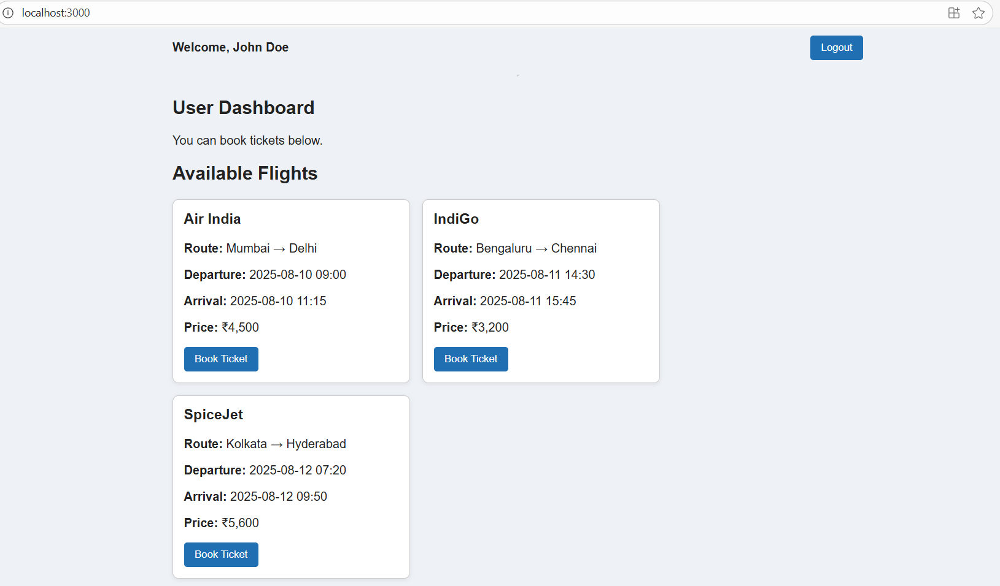 localhost:3000
Welcome, John Doe
Logout
User Dashboard
You can book tickets below.
Available Flights
Air India
Route: Mumbai → Delhi
Departure: 2025-08-10 09:00
Arrival: 2025-08-10 11:15
Price: ₹4,500
Book Ticket
IndiGo
Route: Bengaluru → Chennai
Departure: 2025-08-11 14:30
Arrival: 2025-08-11 15:45
Price: ₹3,200
Book Ticket
SpiceJet
Route: Kolkata → Hyderabad
Departure: 2025-08-12 07:20
Arrival: 2025-08-12 09:50
Price: ₹5,600
Book Ticket